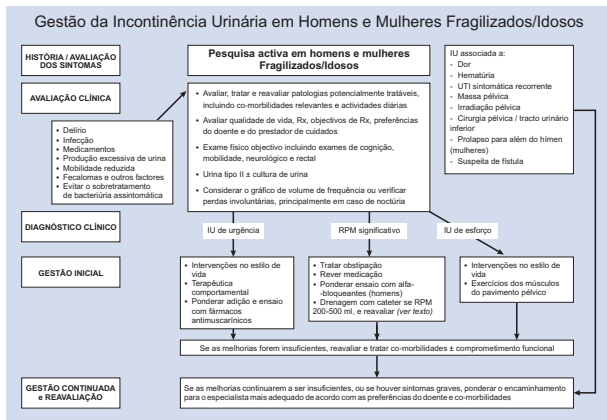 Gestão da Incontinência Urinária em Homens e Mulheres Fragilizados/Idosos
HISTÓRIA / AVALIAÇÃO
DOS SINTOMAS
Pesquisa activa em homens e mulheres
Fragilizados/Idosos
IU associada a:
- Dor
- Hematúria
- UTI sintomática recorrente
- Massa pélvica
- Irradiação pélvica
- Cirurgia pélvica / tracto urinário
inferior
- Prolapso para além do hímen
(mulheres)
- Suspeita de fístula
AVALIAÇÃO CLÍNICA
• Avaliar, tratar e reavaliar patologias potencialmente tratáveis,
incluindo co-morbilidades relevantes e actividades diárias
• Avaliar qualidade de vida, Rx, objectivos de Rx, preferências
do doente e do prestador de cuidados
• Exame físico objectivo incluindo exames de cognição,
mobilidade, neurológico e rectal
• Urina tipo II ± cultura de urina
• Considerar o gráfico de volume de frequência ou verificar
perdas involuntárias, principalmente em caso de noctúria
• Delírio
• Infecção
• Medicamentos
• Produção excessiva de urina
• Mobilidade reduzida
• Fecalomas e outros factores
• Evitar o sobretratamento
de bacteriúria assintomática
DIAGNÓSTICO CLÍNICO
IU de urgência
RPM significativo
IU de esforço
GESTÃO INICIAL
• Intervenções no estilo de
vida
• Terapêutica
comportamental
• Ponderar adição e ensaio
com fármacos
antimuscarínicos
• Tratar obstipação
• Rever medicação
• Ponderar ensaio com alfa-
-bloqueantes (homens)
• Drenagem com cateter se RPM
200-500 ml, e reavaliar (ver texto)
• Intervenções no estilo de
vida
• Exercícios dos músculos
do pavimento pélvico
Se as melhorias forem insuficientes, reavaliar e tratar co-morbilidades ± comprometimento functional
GESTÃO CONTINUADA
e REAVALIAÇÃO
Se as melhorias continuarem a ser insuficientes, ou se houver sintomas graves, ponderar o encaminhamento
para o especialista mais adequado de acordo com as preferências do doente e co-morbilidades